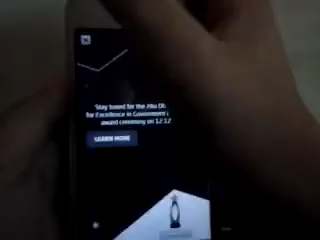 Stay tuned for the Abu Dh
for Excellence in Government
award ceremony on 12.12
LEARN MORE